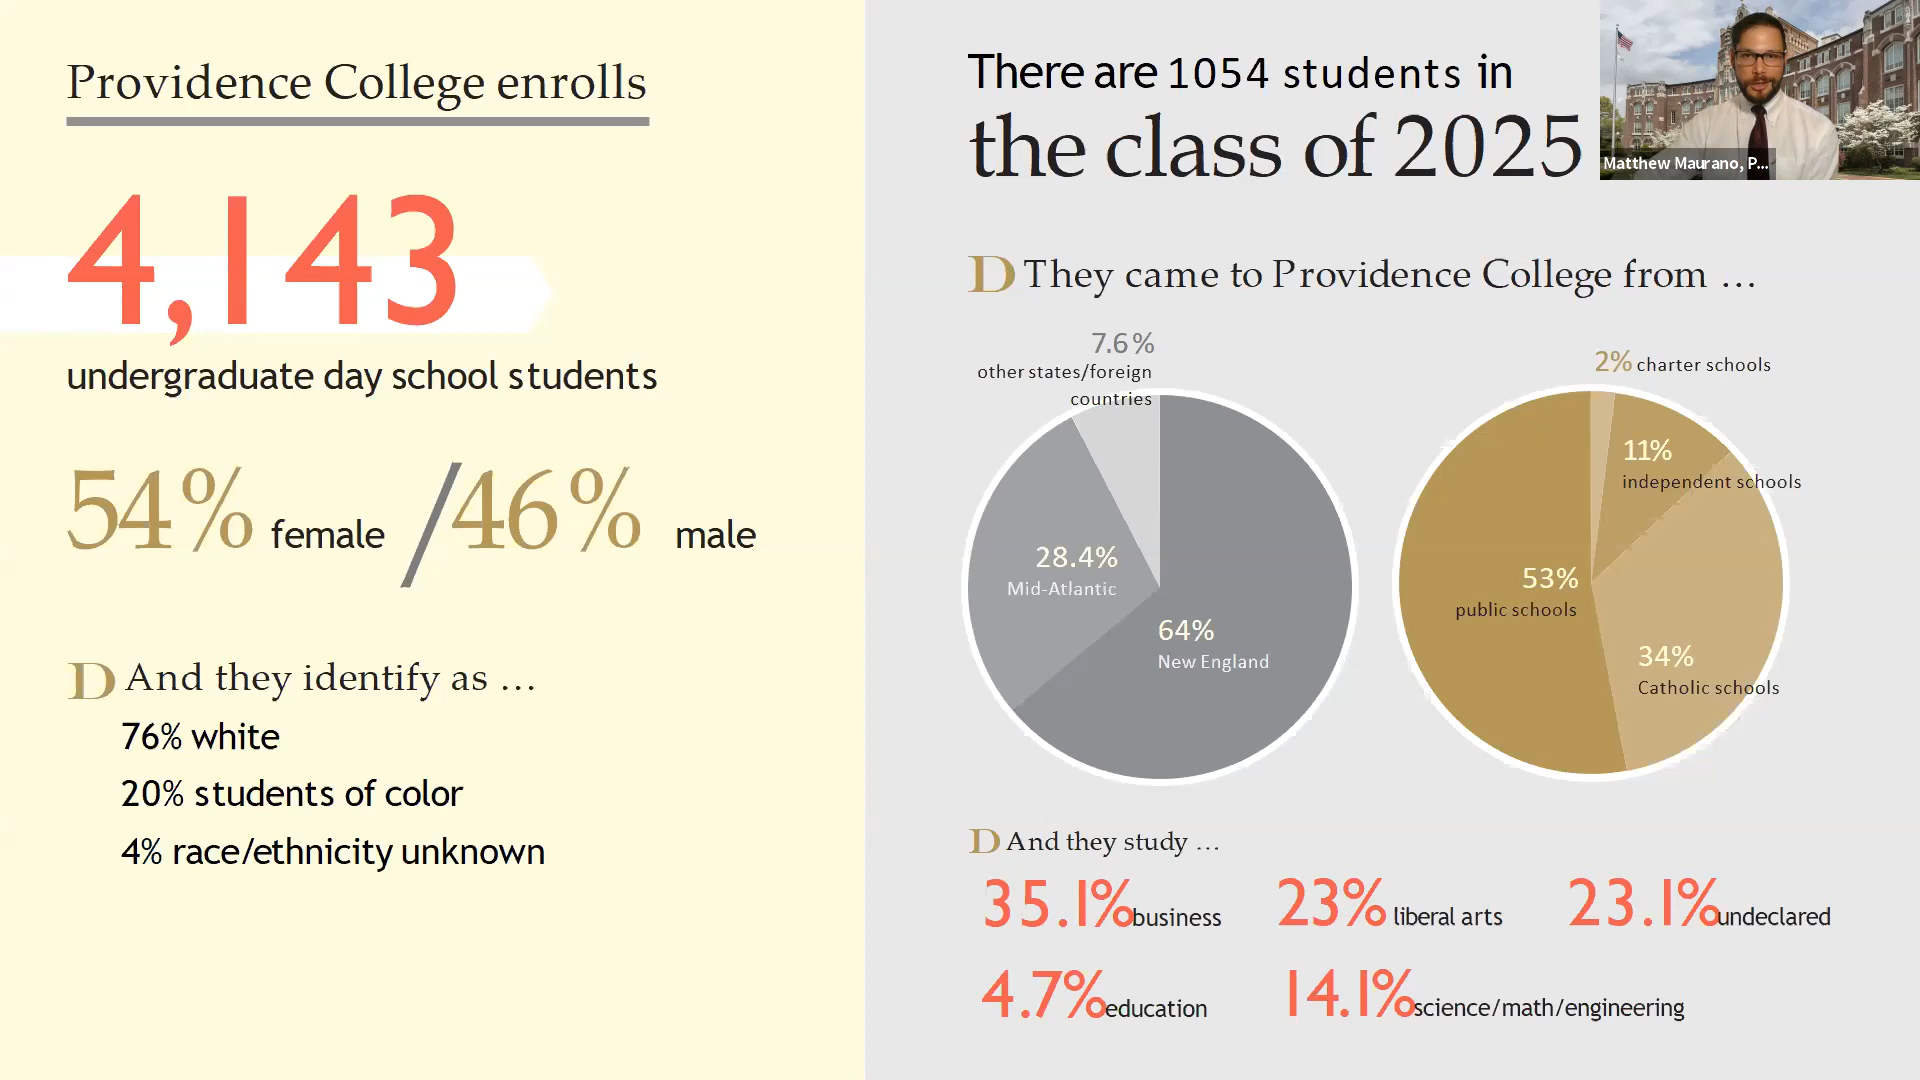 Providence College enrolls
4,143
undergraduate day school students
54% female / 46% male
D And they identify as ...
76% white
20% students of color
4% race/ethnicity unknown
There are 1054 students in
the class of 2025
Matthew Maurano, P...
D They came to Providence College from ...
7.6%
other states/foreign
countries
28.4%
Mid-Atlantic
64%
New England
2% charter schools
11%
independent schools
53%
public schools
34%
Catholic schools
D And they study ...
35.1% business 23% liberal arts 23.1% undeclared
4.7% education 14.1% science/math/engineering